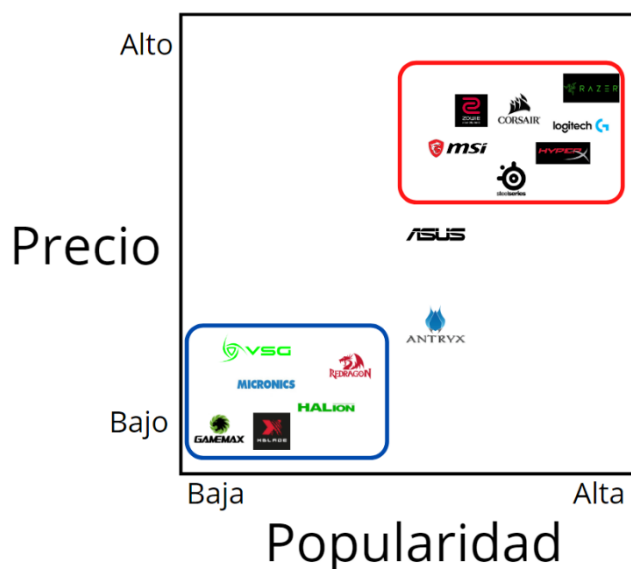 Alto
RAZER
ZOWIE
CORSAIR
logitech G
msi
HYPERX
steelseries
ASUS
Precio
ANTRYX
VSG
REDRAGON
MICRONICS
HALION
Bajo
GAMEMAX
XBLADE
Baja
Alta
Popularidad